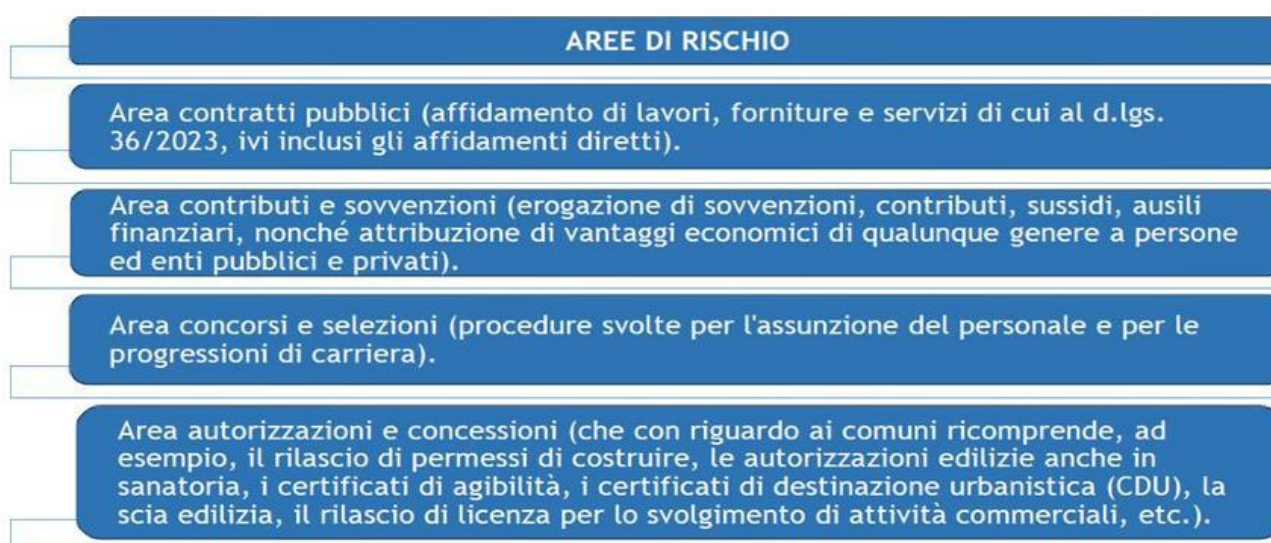 AREE DI RISCHIO
Area contratti pubblici (affidamento di lavori, forniture e servizi di cui al d.lgs.
36/2023, ivi inclusi gli affidamenti diretti).
Area contributi e sovvenzioni (erogazione di sovvenzioni, contributi, sussidi, ausili
finanziari, nonché attribuzione di vantaggi economici di qualunque genere a persone
ed enti pubblici e privati).
Area concorsi e selezioni (procedure svolte per l'assunzione del personale e per le
progressioni di carriera).
Area autorizzazioni e concessioni (che con riguardo ai comuni ricomprende, ad
esempio, il rilascio di permessi di costruire, le autorizzazioni edilizie anche in
sanatoria, i certificati di agibilità, i certificati di destinazione urbanistica (CDU), la
scia edilizia, il rilascio di licenza per lo svolgimento di attività commerciali, etc.).